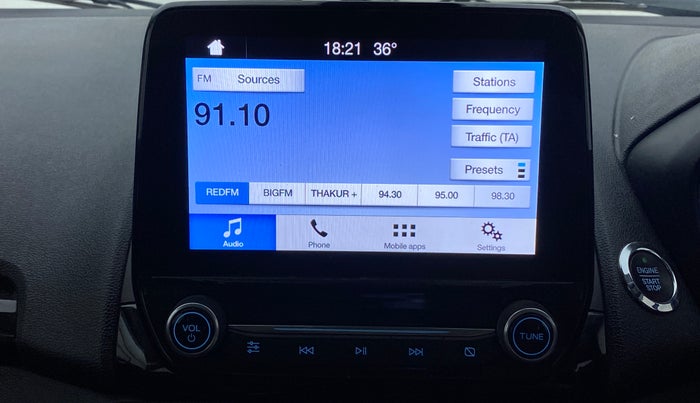 18:21 36°
FM Sources
Stations
91.10
Frequency
Traffic (TA)
Presets
REDFM BIGFM THAKUR + 94.30 95.00 98.30
Audio Phone Mobile apps Settings
ENGINE
START
STOP
VOL
TUNE